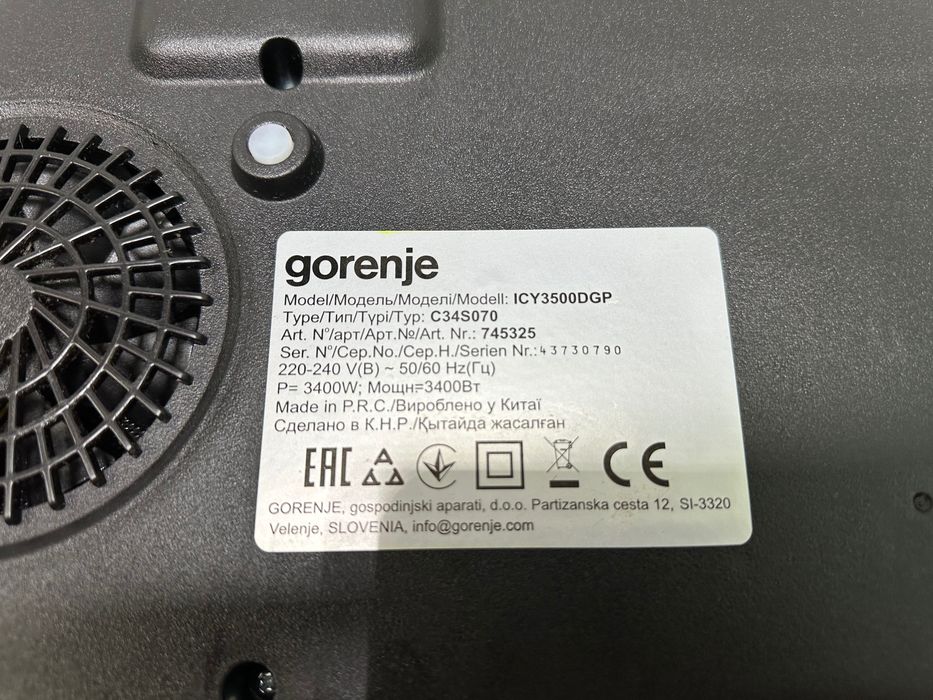 gorenje
Model/Модель/Моделі/Modell: ICY3500DGP
Type/Тип/Түрі/Typ: C34S070
Art. N°/арт/Арт.№/Art. Nr.: 745325
Ser. N°/Сер.No./Сер.Н./Serien Nr.:43730790
220-240 V(В) ~ 50/60 Hz(Гц)
P= 3400W; Мощн=3400Вт
Made in P.R.C./Вироблено у Китаї
Сделано в К.Н.Р./Қытайда жасалған
EAC CE
GORENJE, gospodinjski aparati, d.o.o. Partizanska cesta 12, SI-3320
Velenje, SLOVENIA, info@gorenje.com